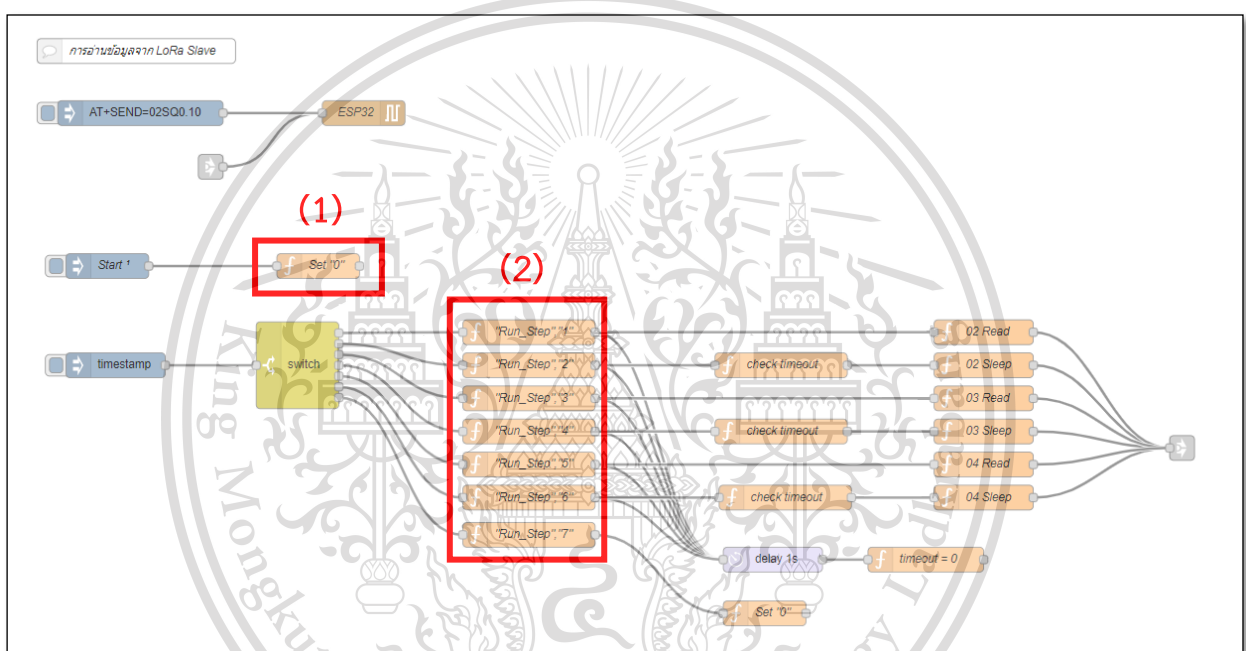 การอ่านข้อมูลจาก LoRa Slave
AT+SEND=02SQ0.10
ESP32
(1)
Start ¹
Set "0"
(2)
timestamp
switch
"Run_Step","1"
"Run_Step","2"
"Run_Step","3"
"Run_Step","4"
"Run_Step","5"
"Run_Step","6"
"Run_Step","7"
check timeout
check timeout
check timeout
02 Read
02 Sleep
03 Read
03 Sleep
04 Read
04 Sleep
delay 1s
timeout = 0
Set "0"
King Mongku